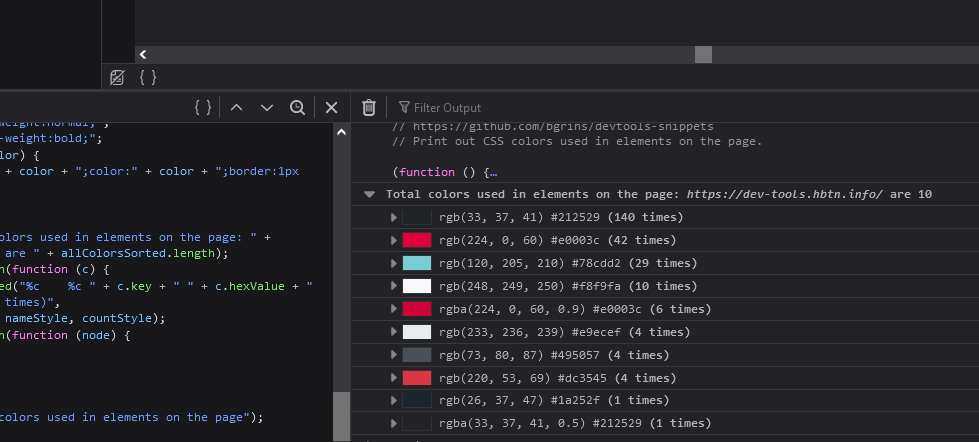 { }
{ }
Filter Output
weight:normal;";
-weight:bold;";
lor) {
+ color + ";color:" + color + ";border:1px
olors used in elements on the page: " +
are " + allColorsSorted.length);
n(function (c) {
ed("%c    %c " + c.key + " " + c.hexValue + "
times)",
nameStyle, countStyle);
n(function (node) {
colors used in elements on the page");
// https://github.com/bgrins/devtools-snippets
// Print out CSS colors used in elements on the page.
(function () {…
Total colors used in elements on the page: https://dev-tools.hbtn.info/ are 10
rgb(33, 37, 41) #212529 (140 times)
rgb(224, 0, 60) #e0003c (42 times)
rgb(120, 205, 210) #78cdd2 (29 times)
rgb(248, 249, 250) #f8f9fa (10 times)
rgba(224, 0, 60, 0.9) #e0003c (6 times)
rgb(233, 236, 239) #e9ecef (4 times)
rgb(73, 80, 87) #495057 (4 times)
rgb(220, 53, 69) #dc3545 (4 times)
rgb(26, 37, 47) #1a252f (1 times)
rgba(33, 37, 41, 0.5) #212529 (1 times)